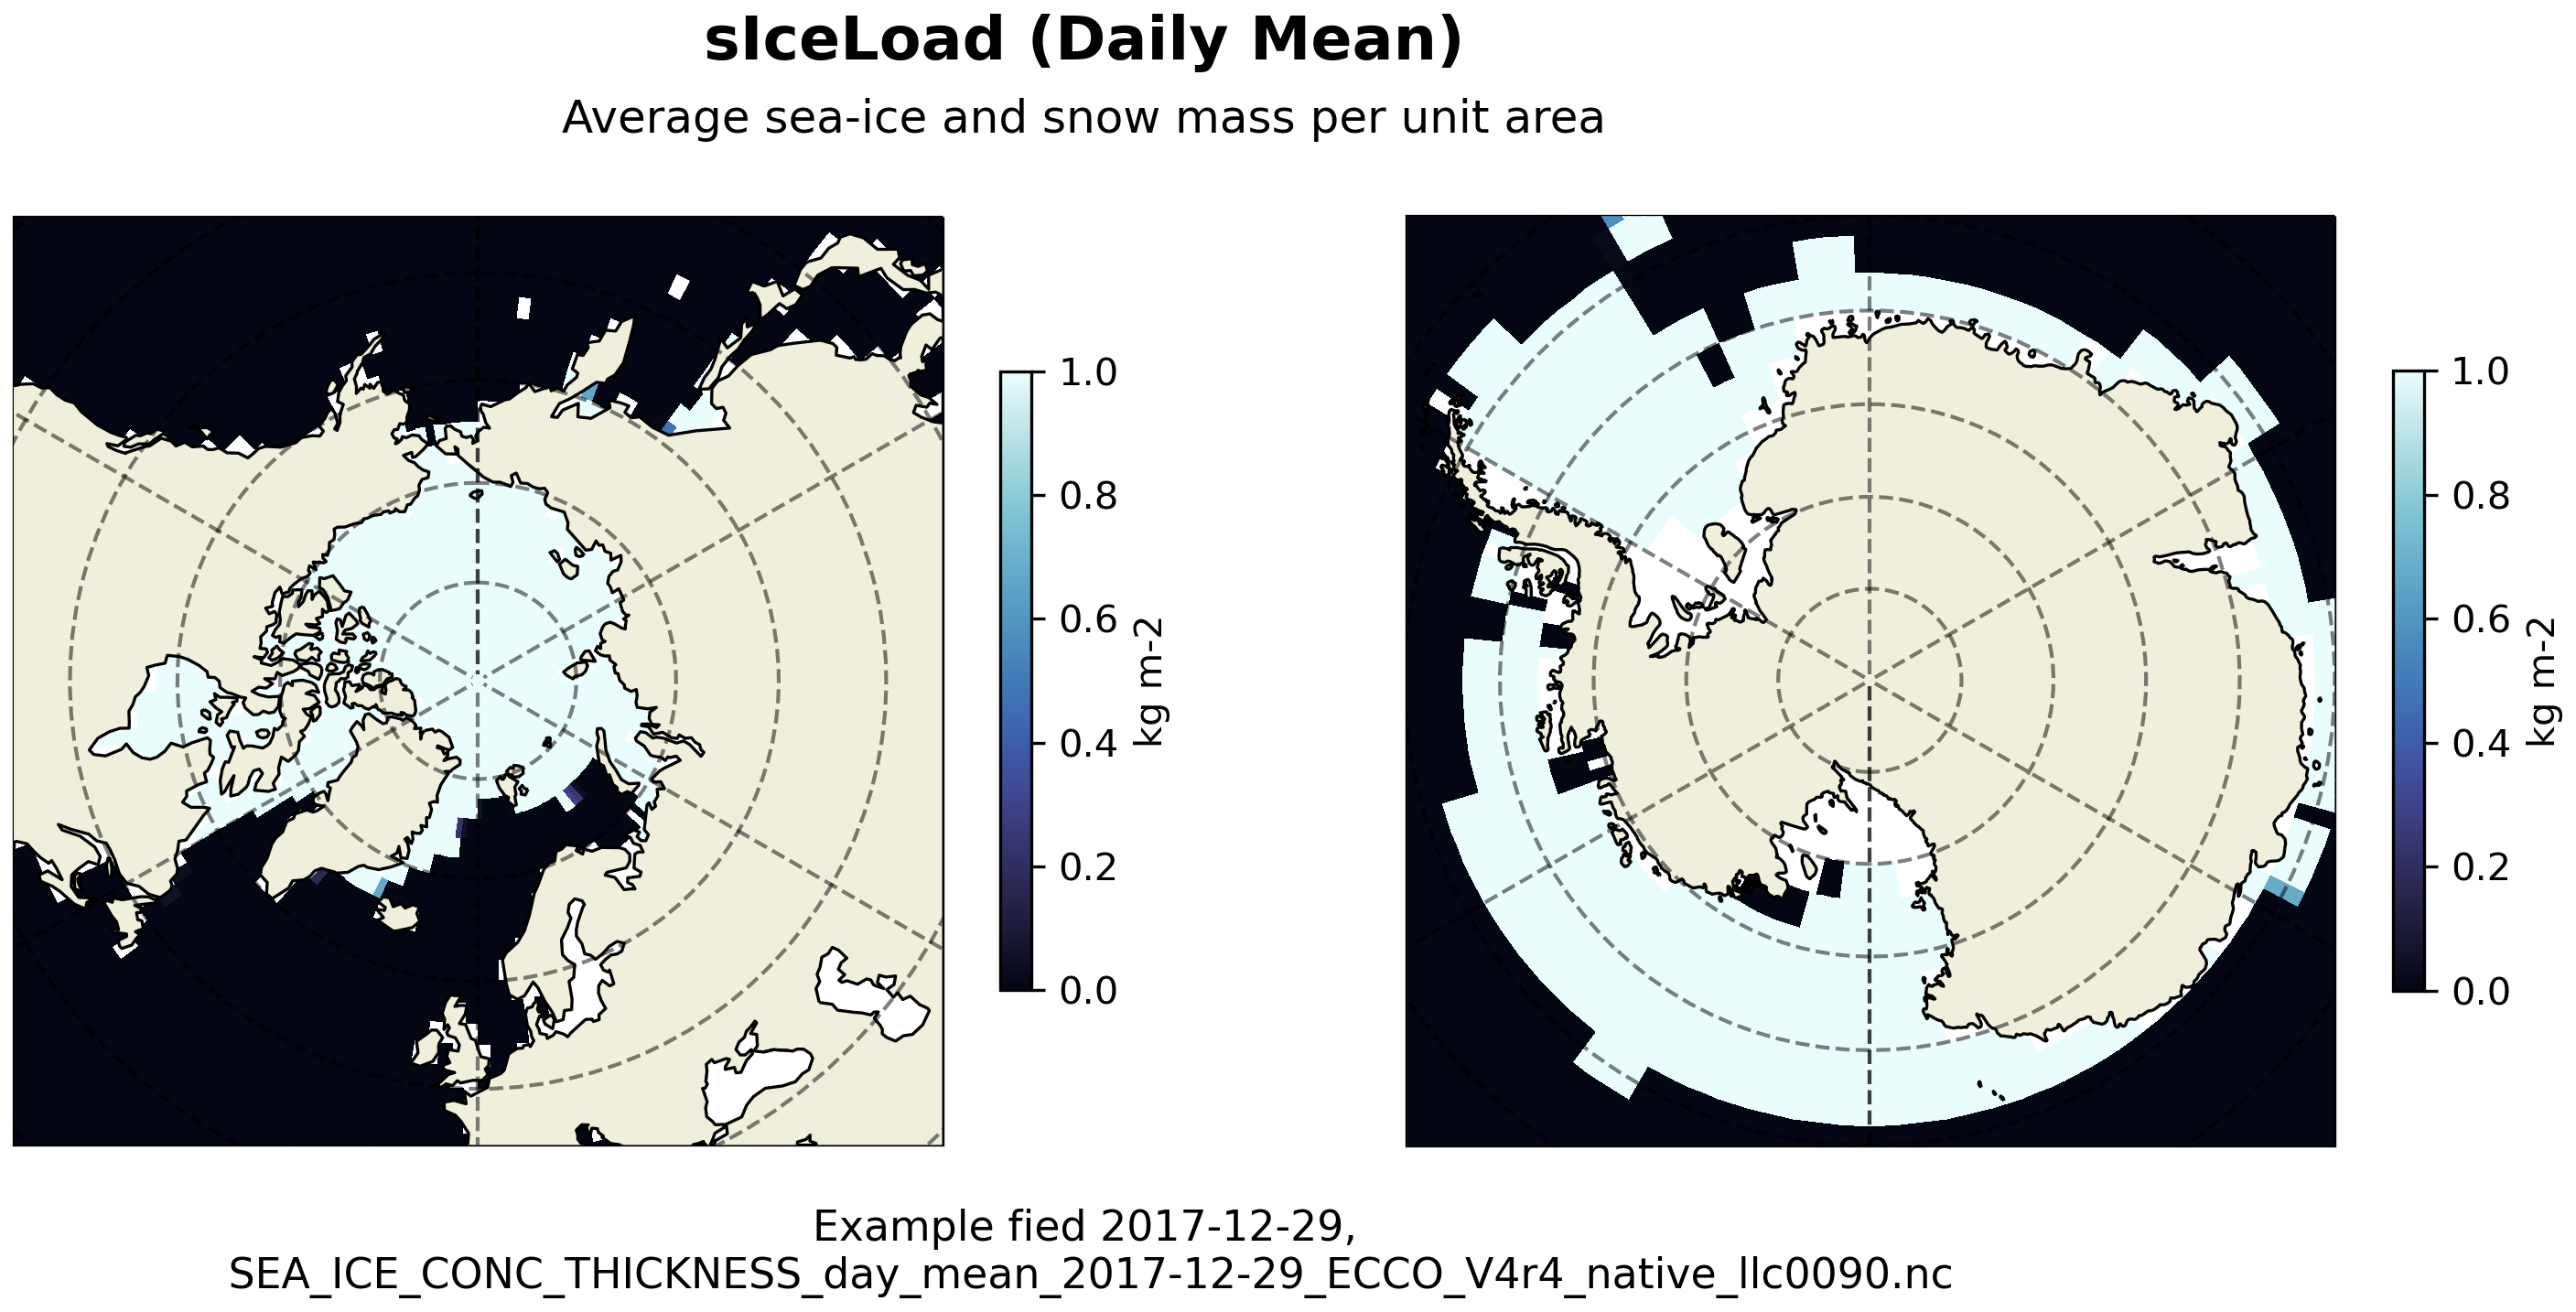 sIceLoad (Daily Mean)
Average sea-ice and snow mass per unit area
1.0
0.8
0.6
0.4
0.2
0.0
kg m-2
1.0
0.8
0.6
0.4
0.2
0.0
kg m-2
Example fied 2017-12-29,
SEA_ICE_CONC_THICKNESS_day_mean_2017-12-29_ECCO_V4r4_native_llc0090.nc